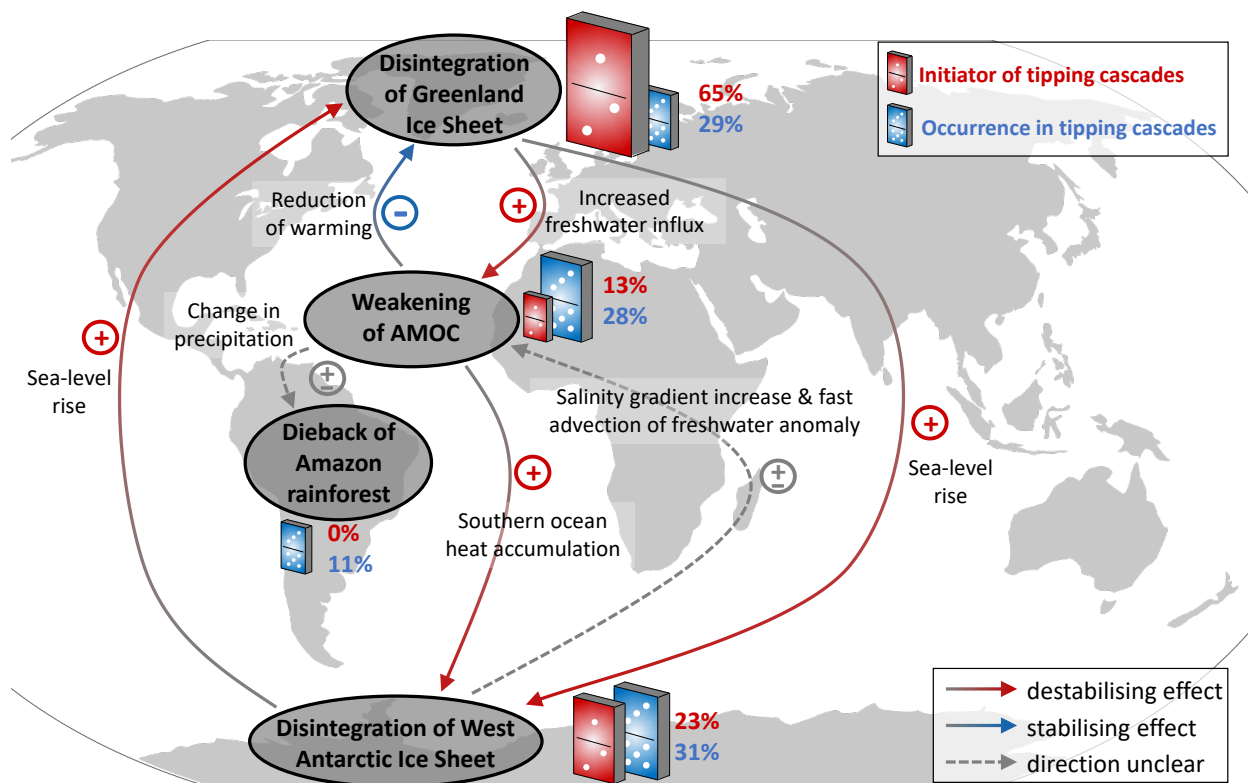 Disintegration
of Greenland
Ice Sheet
65%
29%
Initiator of tipping cascades
Occurrence in tipping cascades
Reduction
of warming
−
+
Increased
freshwater influx
Weakening
of AMOC
13%
28%
Change in
precipitation
±
+
Sea-level
rise
Salinity gradient increase & fast
advection of freshwater anomaly
±
+
Sea-level
rise
Dieback of
Amazon
rainforest
0%
11%
+
Southern ocean
heat accumulation
Disintegration of West
Antarctic Ice Sheet
23%
31%
destabilising effect
stabilising effect
direction unclear